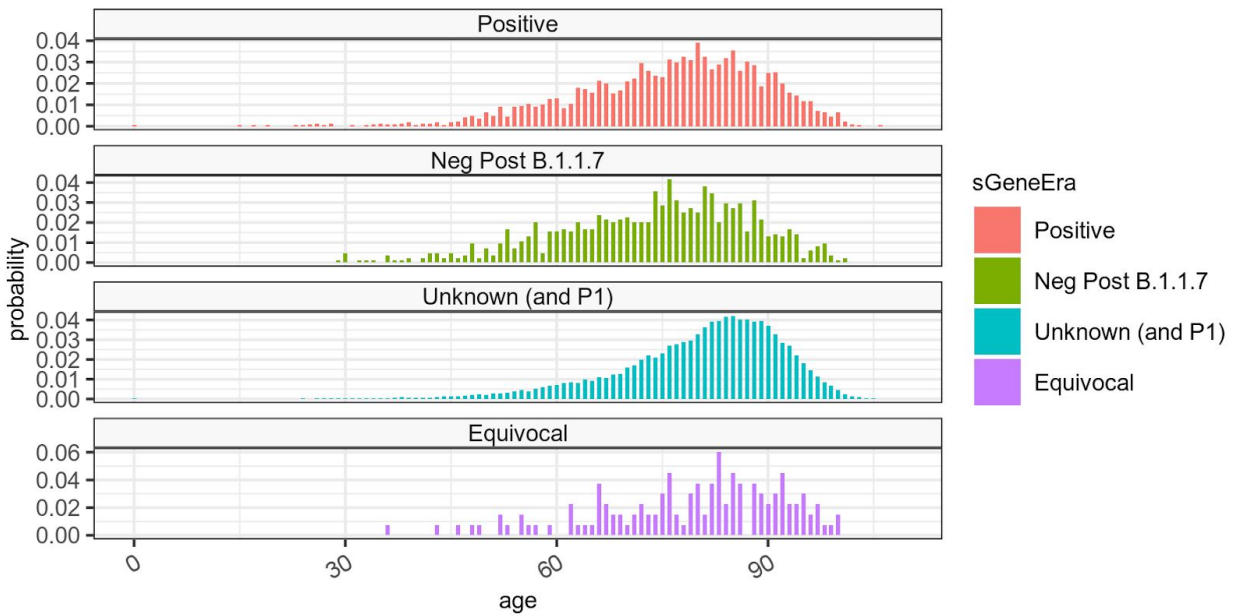 Positive
0.04
0.03
0.02
0.01
0.00
Neg Post B.1.1.7
0.04
0.03
0.02
0.01
0.00
Unknown (and P1)
0.04
0.03
0.02
0.01
0.00
Equivocal
0.06
0.04
0.02
0.00
0
30
60
90
age
probability
sGeneEra
Positive
Neg Post B.1.1.7
Unknown (and P1)
Equivocal